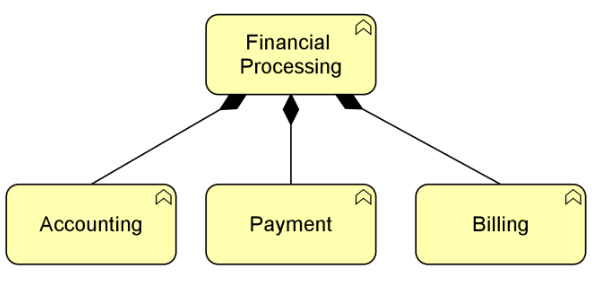 Financial
Processing
Accounting
Payment
Billing